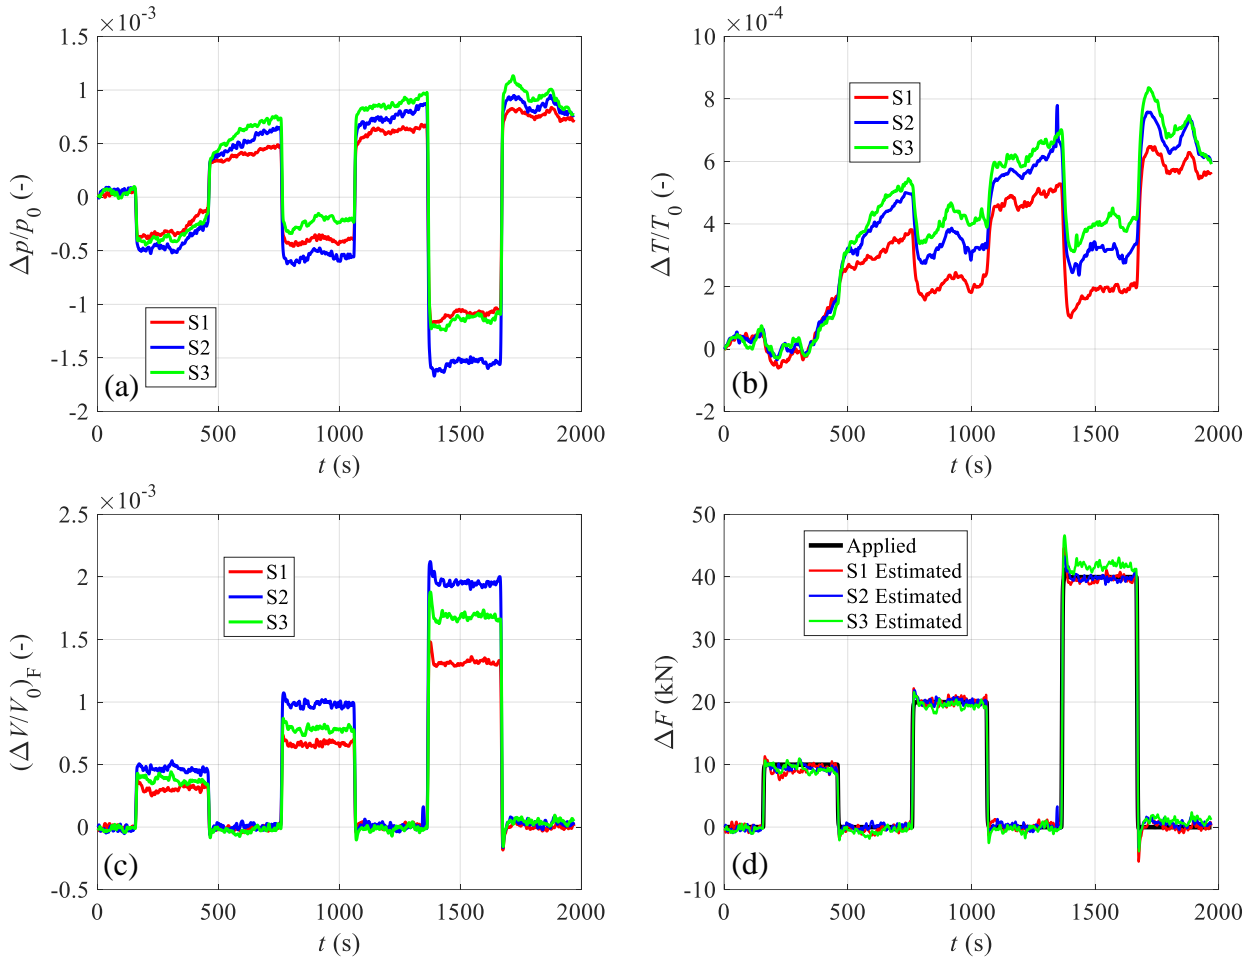 ×10-3
1.5
1
0.5
0
-0.5
-1
-1.5
-2
Δp/p0 (-)
S1
S2
S3
(a)
0 500 1000 1500 2000
t (s)
×10-4
10
8
6
4
2
0
-2
ΔT/T0 (-)
S1
S2
S3
(b)
0 500 1000 1500 2000
t (s)
×10-3
2.5
2
1.5
1
0.5
0
-0.5
(ΔV/V0)F (-)
S1
S2
S3
(c)
0 500 1000 1500 2000
t (s)
50
40
30
20
10
0
-10
ΔF (kN)
Applied
S1 Estimated
S2 Estimated
S3 Estimated
(d)
0 500 1000 1500 2000
t (s)